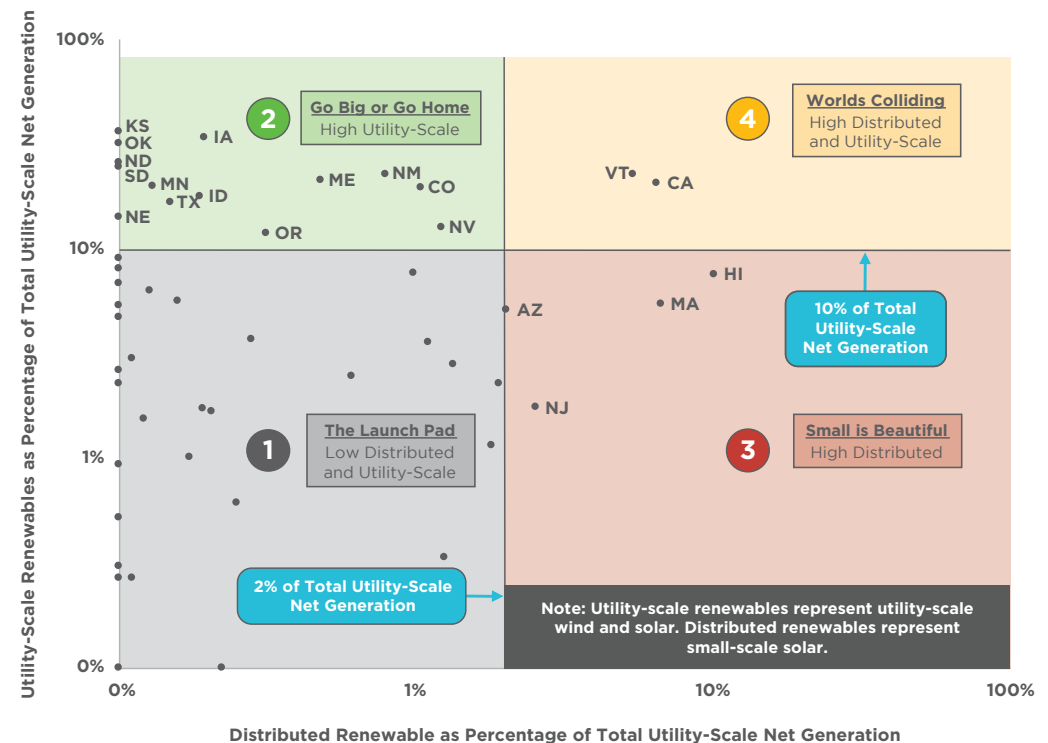 Utility-Scale Renewables as Percentage of Total Utility-Scale Net Generation
100%
10%
1%
0%
2
Go Big or Go Home
High Utility-Scale
4
Worlds Colliding
High Distributed
and Utility-Scale
KS
OK
IA
ND
SD
MN
TX
ID
NE
OR
ME
NM
CO
NV
VT
CA
HI
MA
AZ
NJ
10% of Total
Utility-Scale
Net Generation
1
The Launch Pad
Low Distributed
and Utility-Scale
3
Small is Beautiful
High Distributed
2% of Total Utility-Scale
Net Generation
Note: Utility-scale renewables represent utility-scale
wind and solar. Distributed renewables represent
small-scale solar.
0%
1%
10%
100%
Distributed Renewable as Percentage of Total Utility-Scale Net Generation